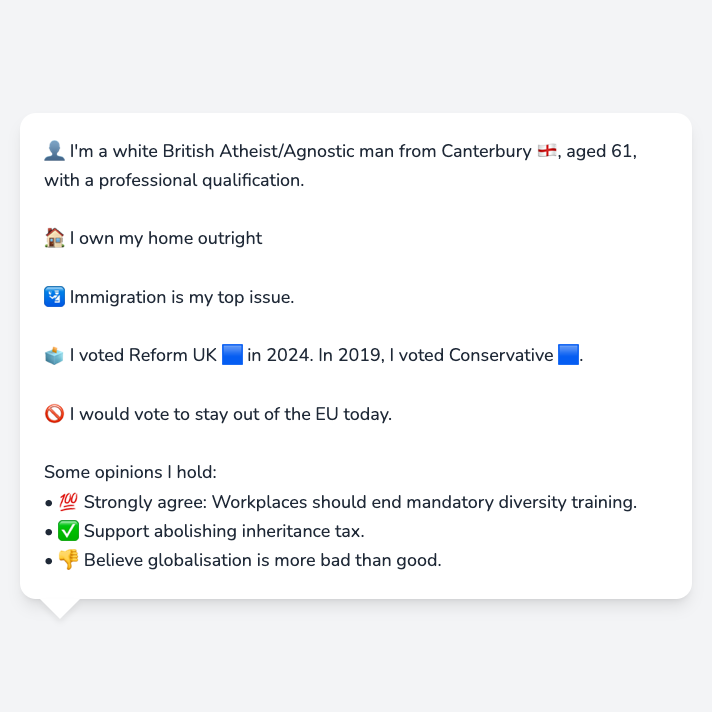 👤 I'm a white British Atheist/Agnostic man from Canterbury 🏴󠁧󠁢󠁥󠁮󠁧󠁿, aged 61,
with a professional qualification.
🏠 I own my home outright
🛂 Immigration is my top issue.
🗳️ I voted Reform UK 🟦 in 2024. In 2019, I voted Conservative 🟦.
🚫 I would vote to stay out of the EU today.
Some opinions I hold:
• 💯 Strongly agree: Workplaces should end mandatory diversity training.
• ✅ Support abolishing inheritance tax.
• 👎 Believe globalisation is more bad than good.